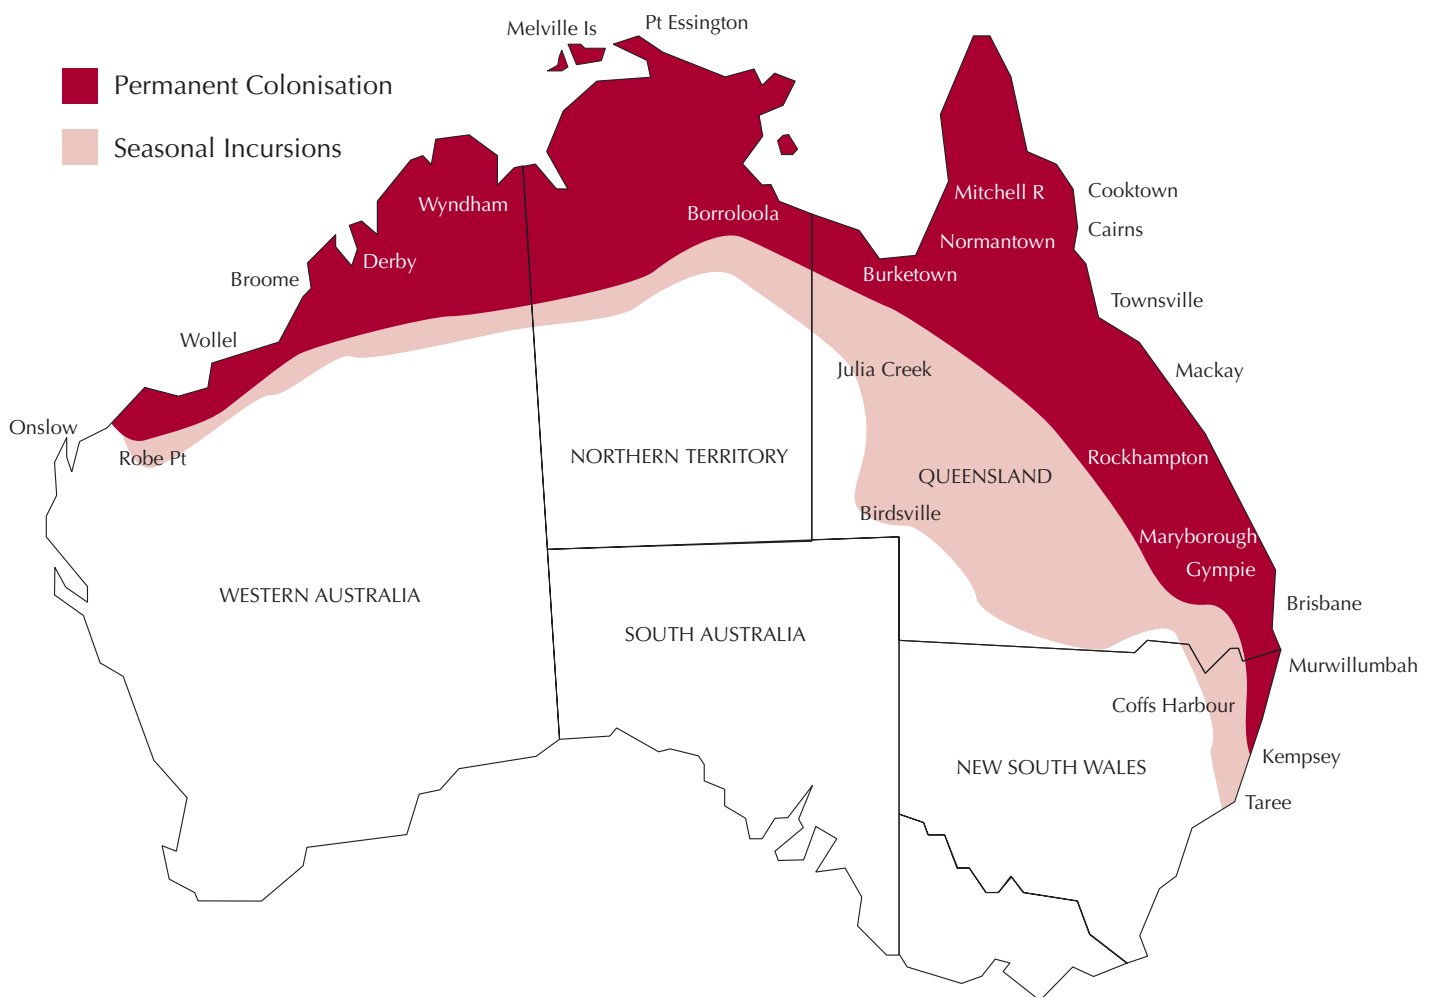 Melville Is
Pt Essington
Permanent Colonisation
Seasonal Incursions
Wyndham
Mitchell R
Cooktown
Borroloola
Cairns
Normantown
Derby
Burketown
Broome
Townsville
Wollel
Julia Creek
Mackay
Onslow
Robe Pt
NORTHERN TERRITORY
Rockhampton
QUEENSLAND
Birdsville
Maryborough
Gympie
WESTERN AUSTRALIA
Brisbane
SOUTH AUSTRALIA
Murwillumbah
Coffs Harbour
Kempsey
NEW SOUTH WALES
Taree